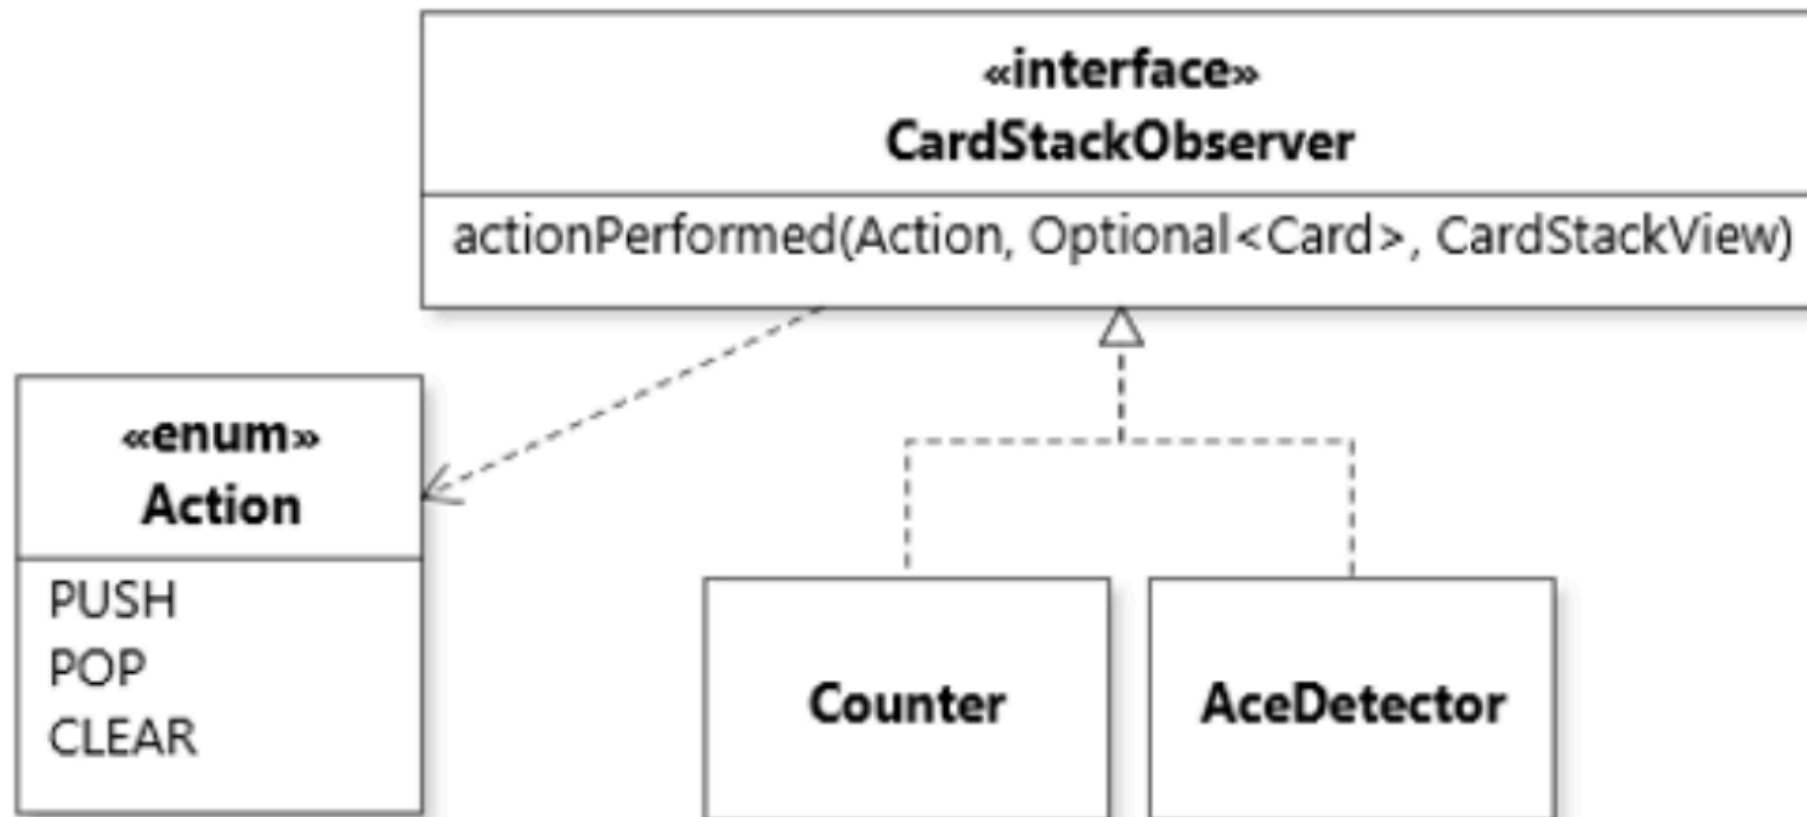 «interface»
CardStackObserver
actionPerformed(Action, Optional<Card>, CardStackView)
«enum»
Action
PUSH
POP
CLEAR
Counter
AceDetector